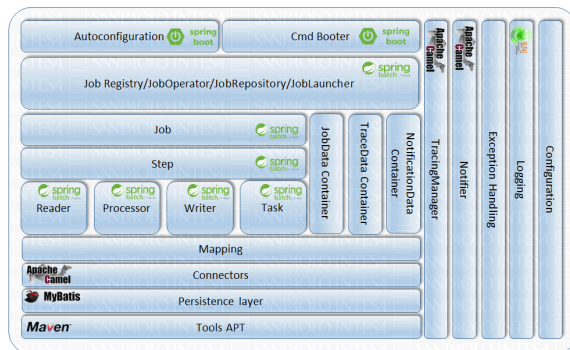 Autoconfiguration
spring
boot
Cmd Booter
spring
boot
spring
batch
Job Registry/JobOperator/JobRepository/JobLauncher
Job
spring
batch
Step
spring
batch
spring
batch
Reader
spring
batch
Processor
spring
batch
Writer
spring
batch
Task
JobData Container
TraceData Container
NotificationData
Container
Mapping
Apache
Camel
Connectors
MyBatis
Persistence layer
Maven
Tools APT
Apache
Camel
TracingManager
Apache
Camel
Notifier
Exception Handling
Logging
Configuration